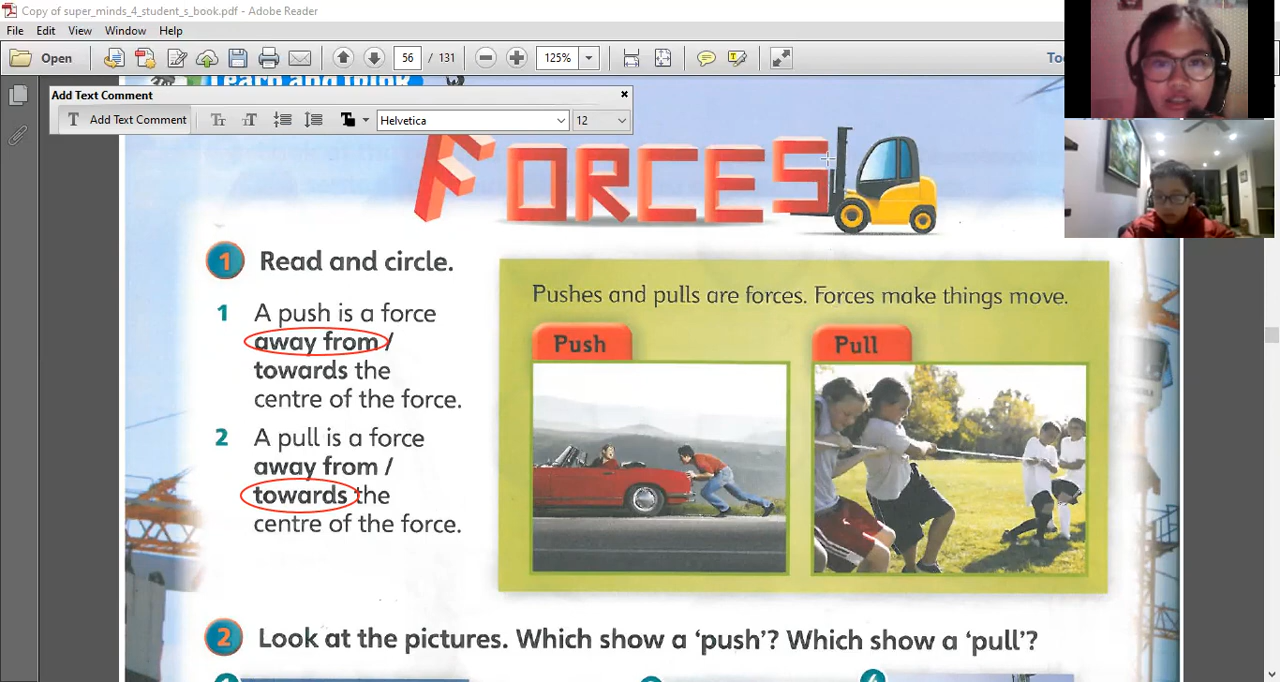 Copy of super_minds_4_student_s_book.pdf - Adobe Reader
File Edit View Window Help
Open 56 / 131 125%
Learn and think
Add Text Comment
Add Text Comment Helvetica 12
FORCES
1 Read and circle.
1 A push is a force
away from /
towards the
centre of the force.
2 A pull is a force
away from /
towards the
centre of the force.
Pushes and pulls are forces. Forces make things move.
Push Pull
2 Look at the pictures. Which show a ‘push’? Which show a ‘pull’?